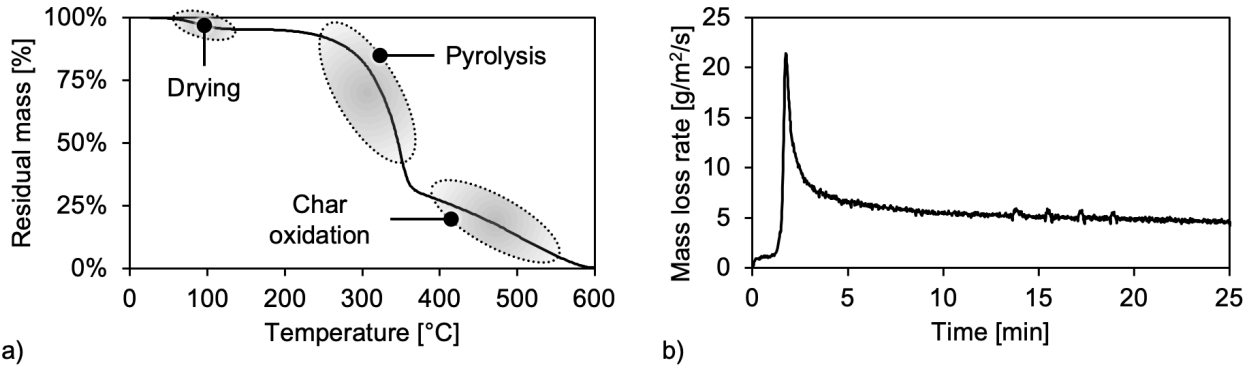 100%
75%
50%
25%
0%
Residual mass [%]
Drying
Pyrolysis
Char
oxidation
0 100 200 300 400 500 600
Temperature [°C]
a)
25
20
15
10
5
0
Mass loss rate [g/m²/s]
0 5 10 15 20 25
Time [min]
b)